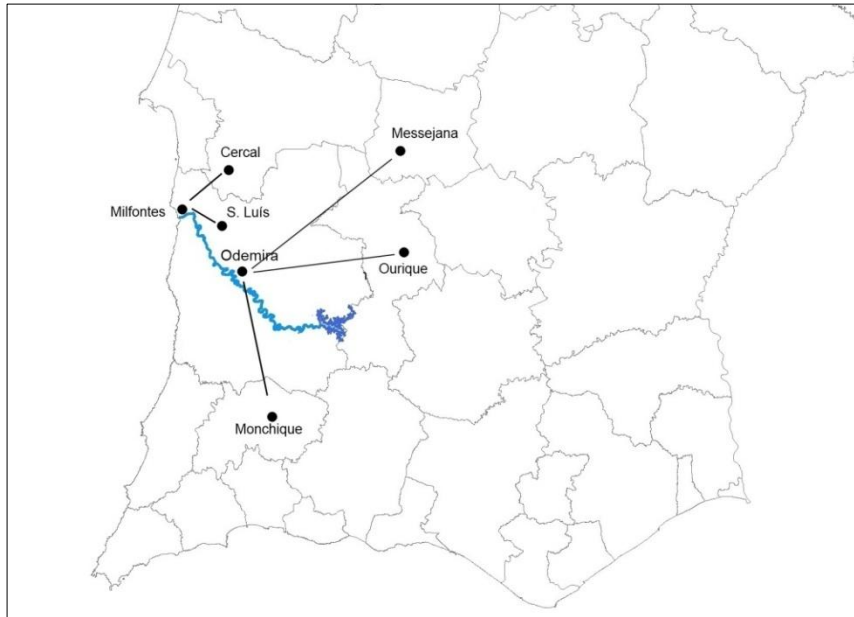 Messejana
Cercal
Milfontes
S. Luís
Odemira
Ourique
Monchique